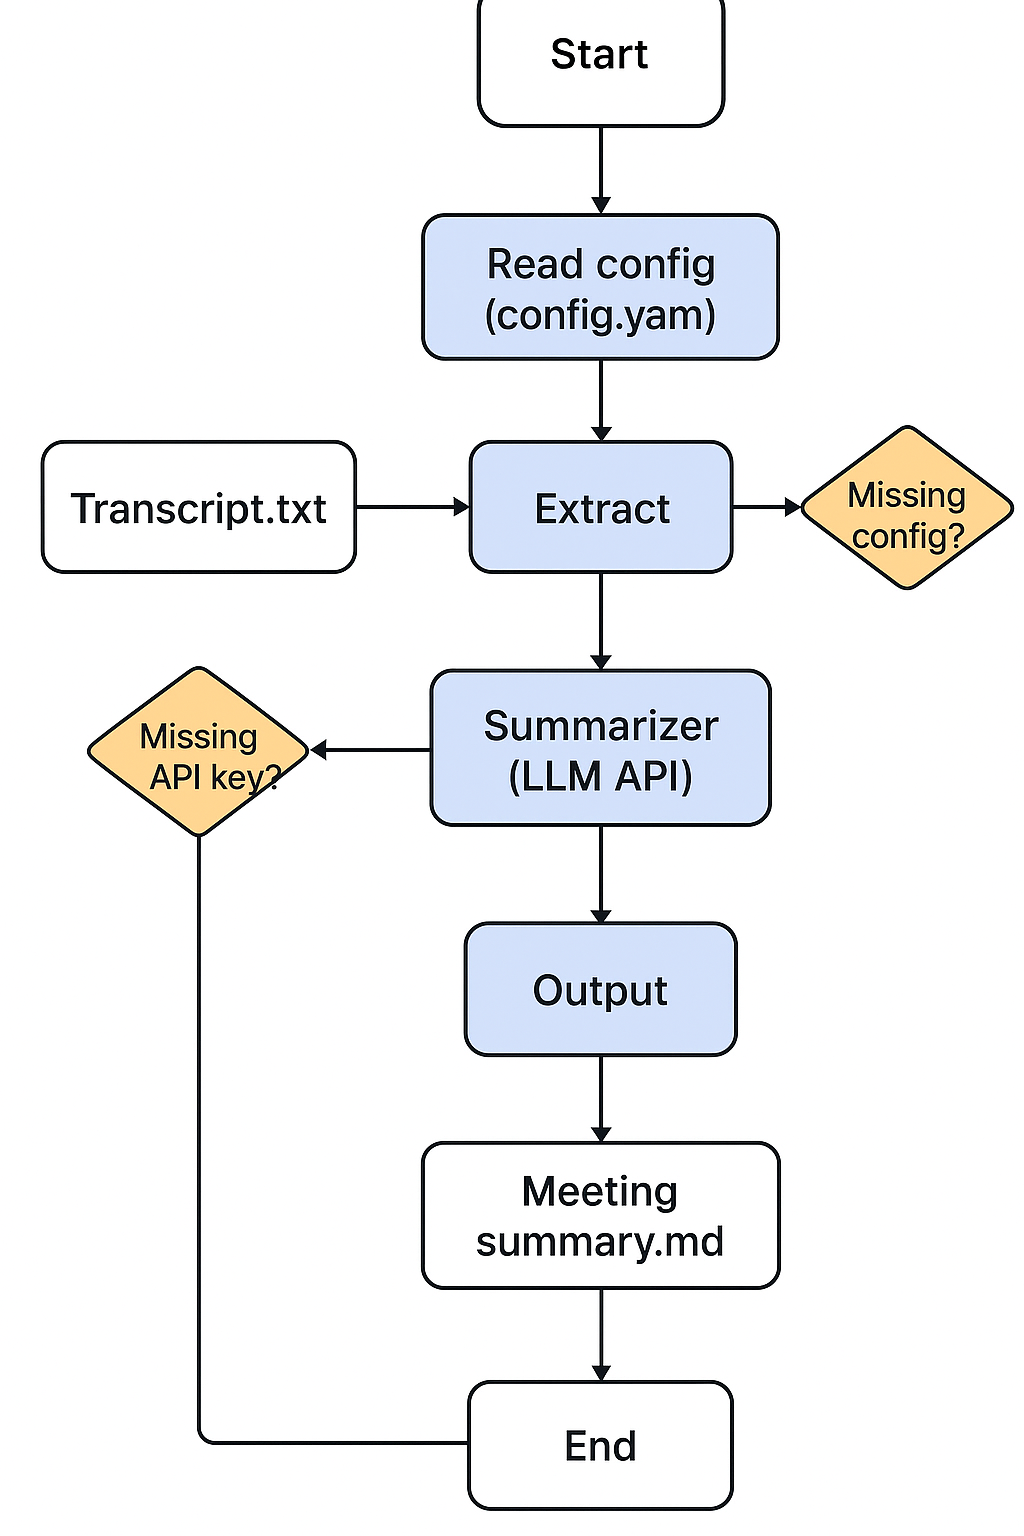 Start
Read config
(config.yam)
Transcript.txt
Extract
Missing
config?
Missing
API key?
Summarizer
(LLM API)
Output
Meeting
summary.md
End